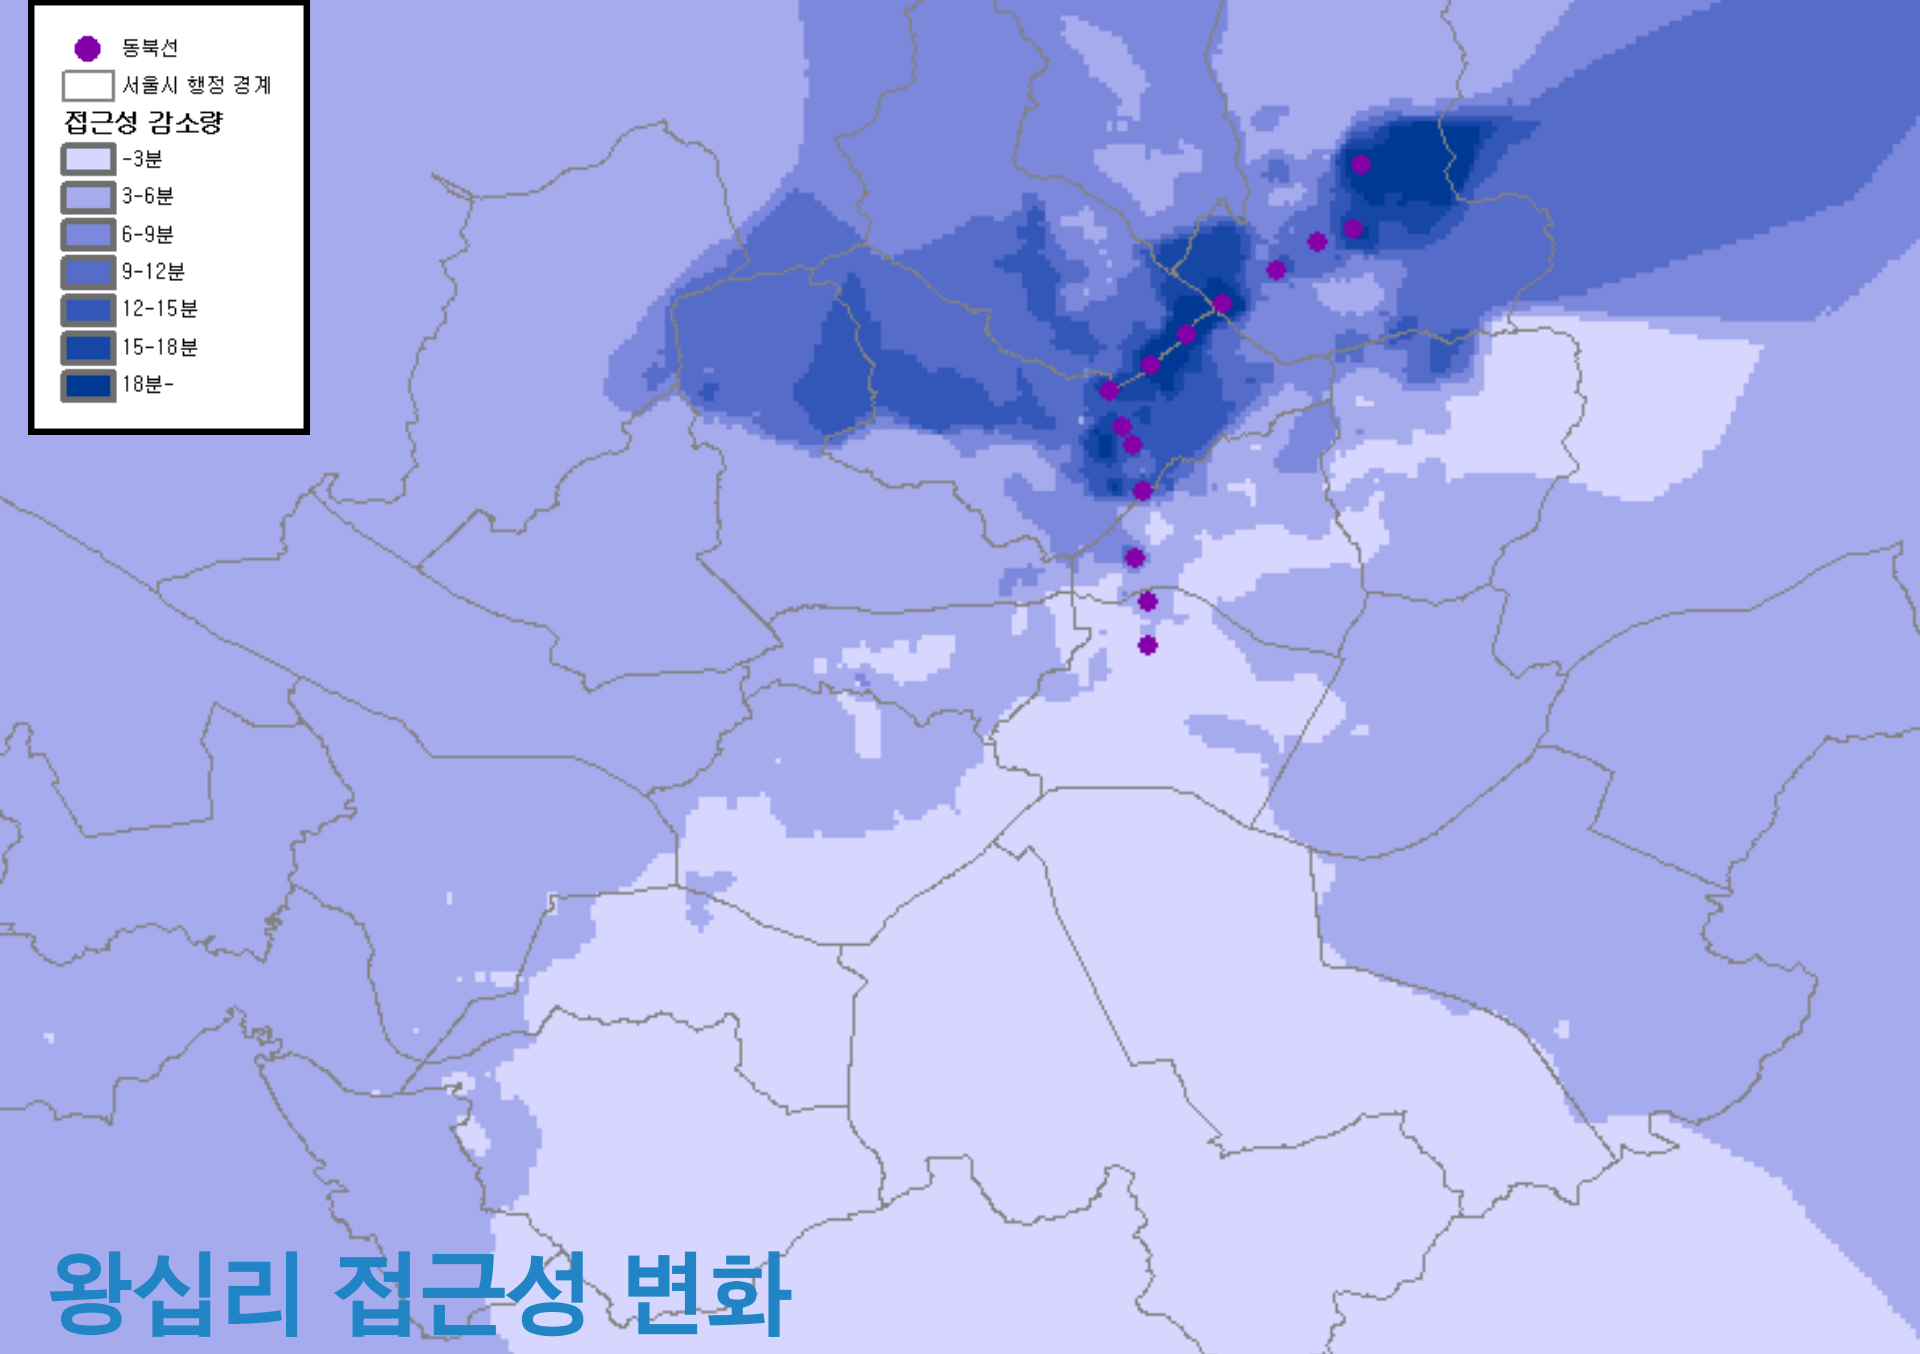 동북선
서울시 행정 경계
접근성 감소량
-3분
3-6분
6-9분
9-12분
12-15분
15-18분
18분-
왕십리 접근성 변화